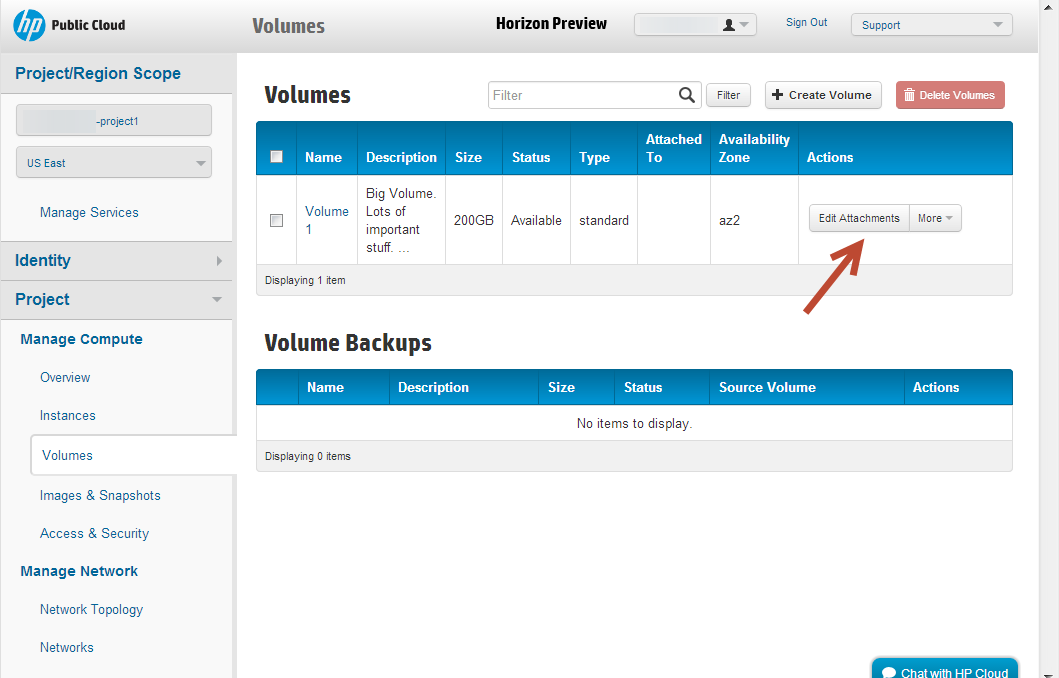 hp Public Cloud
Volumes
Horizon Preview
Sign Out
Support
Project/Region Scope
-project1
US East
Manage Services
Identity
Project
Manage Compute
Overview
Instances
Volumes
Images & Snapshots
Access & Security
Manage Network
Network Topology
Networks
Volumes
Filter
Filter
Create Volume
Delete Volumes
Name Description Size Status Type Attached To Availability Zone Actions
Volume 1
Big Volume.
Lots of
important
stuff. ...
200GB
Available
standard
az2
Edit Attachments
More
Displaying 1 item
Volume Backups
Name Description Size Status Source Volume Actions
No items to display.
Displaying 0 items
Chat with HP Cloud